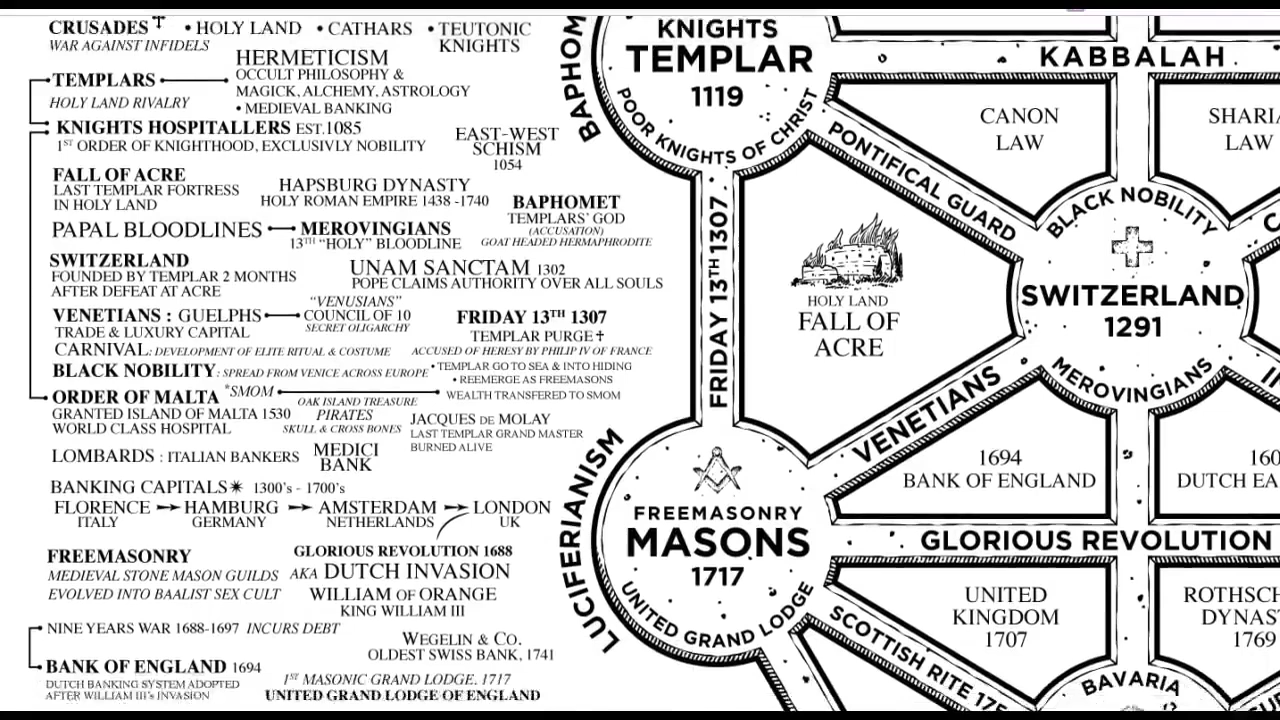 CRUSADES • HOLY LAND • CATHARS • TEUTONIC
WAR AGAINST INFIDELS KNIGHTS
HERMETICISM
TEMPLARS OCCULT PHILOSOPHY &
MAGICK, ALCHEMY, ASTROLOGY
HOLY LAND RIVALRY • MEDIEVAL BANKING
KNIGHTS HOSPITALLERS EST.1085
1ST ORDER OF KNIGHTHOOD, EXCLUSIVLY NOBILITY
EAST-WEST
SCHISM
1054
FALL OF ACRE
LAST TEMPLAR FORTRESS
IN HOLY LAND
HAPSBURG DYNASTY
HOLY ROMAN EMPIRE 1438 -1740
BAPHOMET
TEMPLARS' GOD
(ACCUSATION)
GOAT HEADED HERMAPHRODITE
PAPAL BLOODLINES MEROVINGIANS
13TH "HOLY" BLOODLINE
SWITZERLAND
FOUNDED BY TEMPLAR 2 MONTHS
AFTER DEFEAT AT ACRE
UNAM SANCTAM 1302
POPE CLAIMS AUTHORITY OVER ALL SOULS
VENETIANS : GUELPHS
TRADE & LUXURY CAPITAL
"VENUSIANS"
COUNCIL OF 10
SECRET OLIGARCHY
FRIDAY 13TH 1307
TEMPLAR PURGE †
ACCUSED OF HERESY BY PHILIP IV OF FRANCE
CARNIVAL: DEVELOPMENT OF ELITE RITUAL & COSTUME
BLACK NOBILITY: SPREAD FROM VENICE ACROSS EUROPE
• TEMPLAR GO TO SEA & INTO HIDING
• REEMERGE AS FREEMASONS
WEALTH TRANSFERED TO SMOM
ORDER OF MALTA *SMOM
GRANTED ISLAND OF MALTA 1530
WORLD CLASS HOSPITAL
OAK ISLAND TREASURE
PIRATES
SKULL & CROSS BONES
JACQUES DE MOLAY
LAST TEMPLAR GRAND MASTER
BURNED ALIVE
LOMBARDS : ITALIAN BANKERS
MEDICI
BANK
BANKING CAPITALS 1300's - 1700's
FLORENCE HAMBURG AMSTERDAM LONDON
ITALY GERMANY NETHERLANDS UK
FREEMASONRY
MEDIEVAL STONE MASON GUILDS
EVOLVED INTO BAALIST SEX CULT
GLORIOUS REVOLUTION 1688
AKA DUTCH INVASION
WILLIAM OF ORANGE
KING WILLIAM III
NINE YEARS WAR 1688-1697 INCURS DEBT
WEGELIN & CO.
OLDEST SWISS BANK, 1741
BANK OF ENGLAND 1694
DUTCH BANKING SYSTEM ADOPTED
AFTER WILLIAM III's INVASION
1ST MASONIC GRAND LODGE. 1717
UNITED GRAND LODGE OF ENGLAND
BAPHOM
KNIGHTS
TEMPLAR
1119
POOR KNIGHTS OF CHRIST
KABBALAH
CANON
LAW
SHARIA
LAW
PONTIFICAL GUARD
BLACK NOBILITY
SWITZERLAND
1291
MEROVINGIANS
HOLY LAND
FALL OF
ACRE
FRIDAY 13TH 1307
VENETIANS
1694
BANK OF ENGLAND
160
DUTCH EA
LUCIFERIANISM
FREEMASONRY
MASONS
1717
UNITED GRAND LODGE
GLORIOUS REVOLUTION
UNITED
KINGDOM
1707
ROTHSCH
DYNAS
1769
SCOTTISH RITE 175
BAVARIA